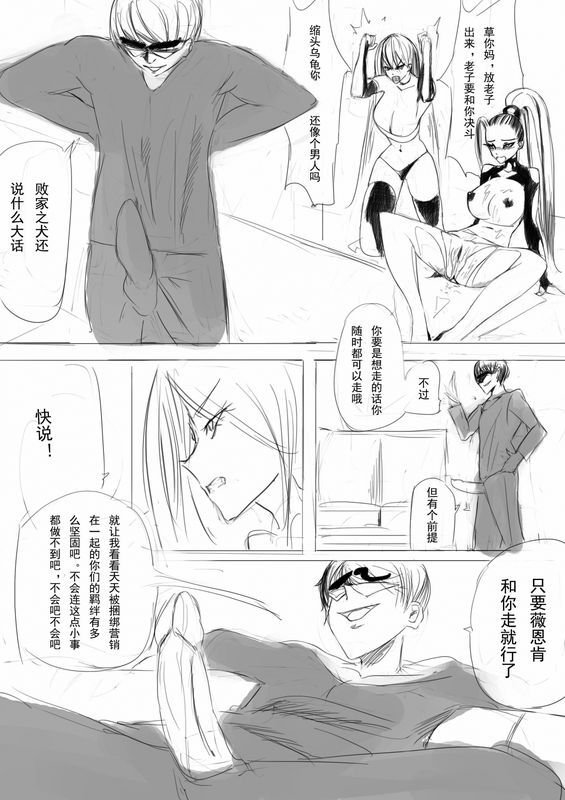 草你妈，放老子
出来，老子要和你决斗
缩头乌龟你
还像个男人吗
败家之犬还
说什么大话
不过
你要是想走的话你
随时都可以走哦
但有个前提
快说！
只要薇恩肯
和你走就行了
就让我看看天天被捆绑营销
在一起的你们的羁绊有多
么坚固吧。不会连这点小事
都做不到吧，不会吧不会吧